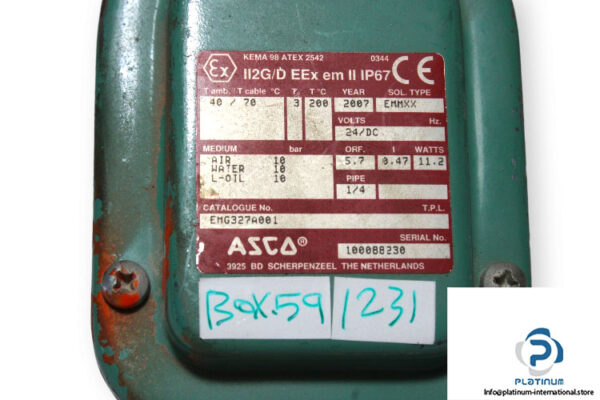 KEMA 98 ATEX 2542 0344
Ex II2G/D EEx em II IP67 CE
T amb. / T cable °C T. T °C YEAR SOL. TYPE
40 / 70 3 200 2007 EMMXX
VOLTS Hz.
24/DC
MEDIUM bar ORF. I WATTS
AIR 10 5.7 0.47 11.2
WATER 10
L-OIL 10
PIPE
1/4
CATALOGUE No. T.P.L.
EMG327A001
ASCO® SERIAL No.
100088230
3925 BD SCHERPENZEEL THE NETHERLANDS
BOX.59 1231
PLATINUM
Info@platinum-international.store